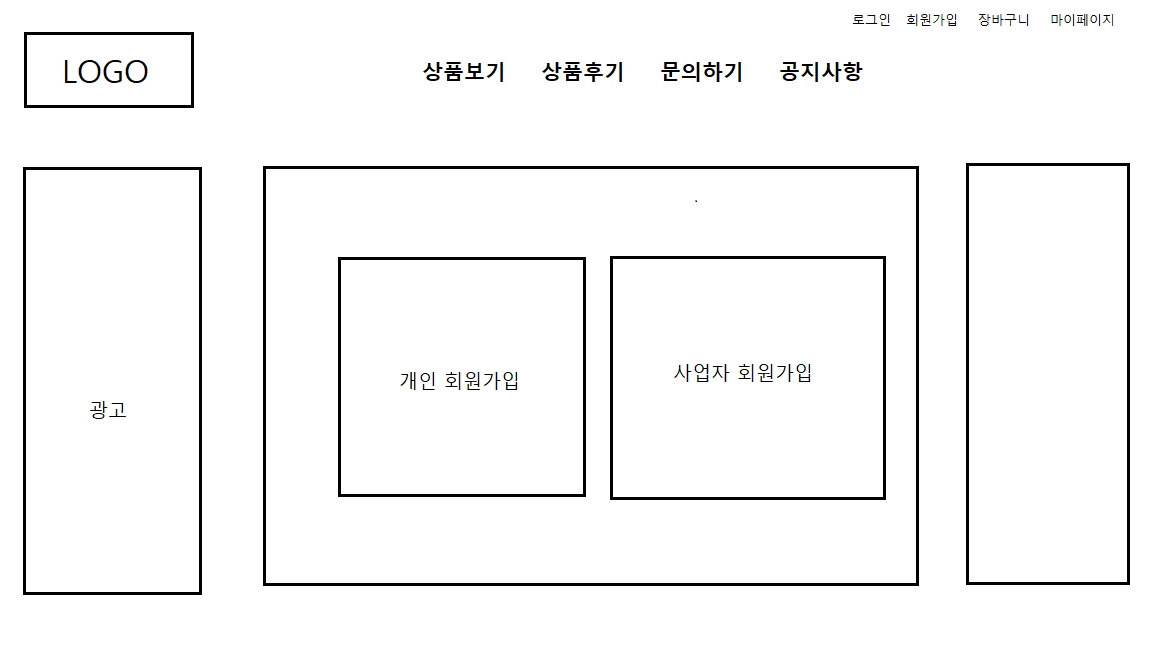 로그인 회원가입 장바구니 마이페이지
LOGO
상품보기 상품후기 문의하기 공지사항
.
사업자 회원가입
개인 회원가입
광고